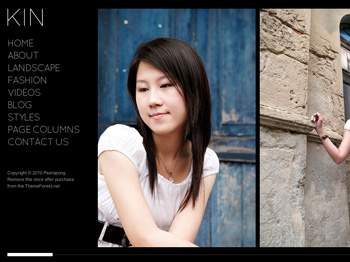 KIN
HOME
ABOUT
LANDSCAPE
FASHION
VIDEOS
BLOG
STYLES
PAGE COLUMNS
CONTACT US
Copyright © 2010 Peerapong.
Remove this once after purchase
from the ThemeForest.net